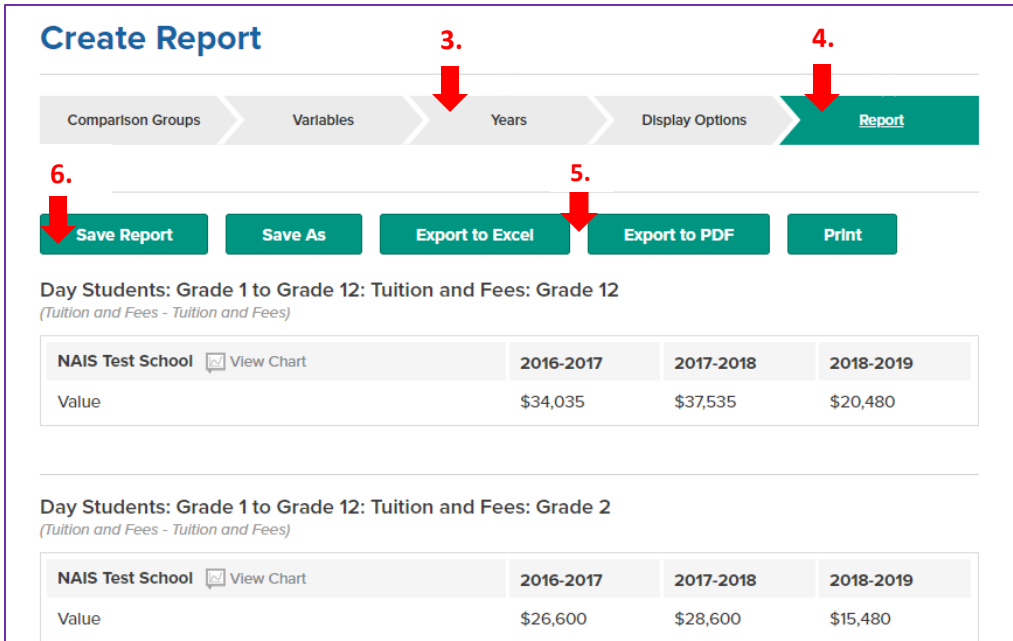 Create Report
3.
4.
Comparison Groups Variables Years Display Options Report
6.
5.
Save Report Save As Export to Excel Export to PDF Print
Day Students: Grade 1 to Grade 12: Tuition and Fees: Grade 12
(Tuition and Fees - Tuition and Fees)
NAIS Test School View Chart 2016-2017 2017-2018 2018-2019
Value $34,035 $37,535 $20,480
Day Students: Grade 1 to Grade 12: Tuition and Fees: Grade 2
(Tuition and Fees - Tuition and Fees)
NAIS Test School View Chart 2016-2017 2017-2018 2018-2019
Value $26,600 $28,600 $15,480